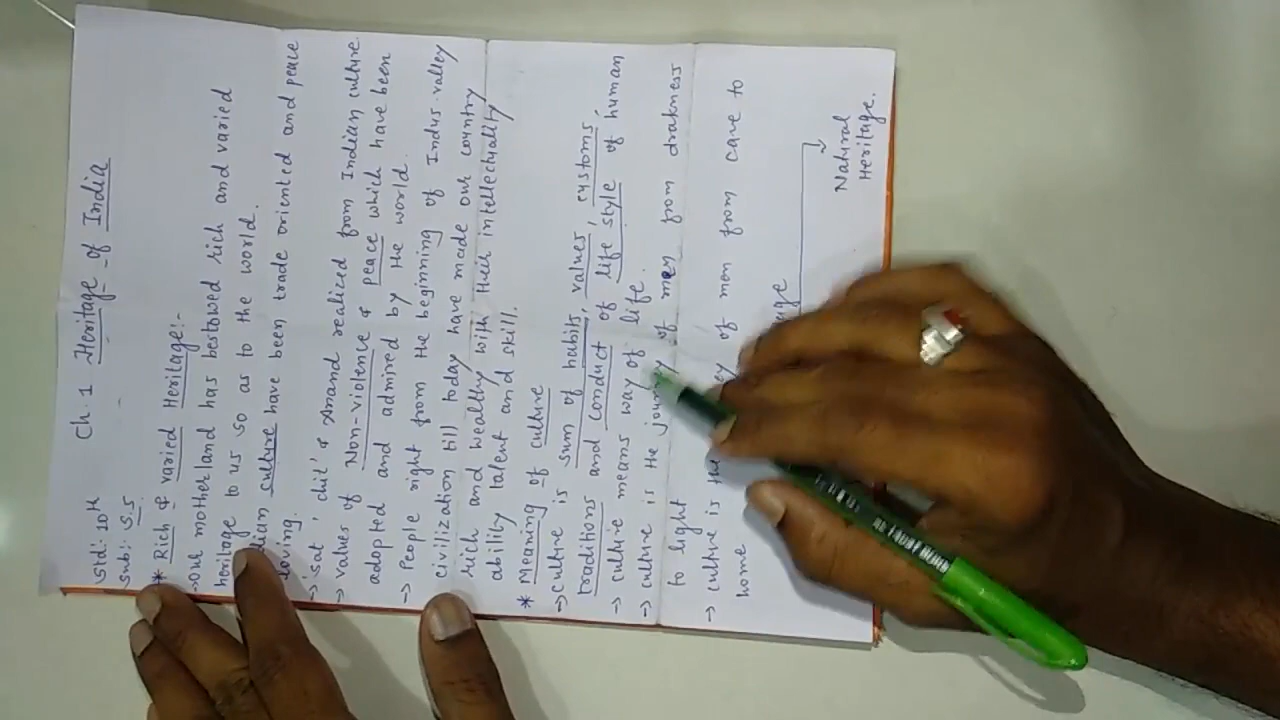 Ch 1 Heritage of India
Std: 10th
Sub: S.S
* Rich & varied Heritage:-
→ Our motherland has bestowed rich and varied
heritage to us so as to the world.
culture have been trade oriented and peace
loving.
→ 'sat', chit' & Anand realized from Indian culture.
→ values of Non-violence & peace which have been
adopted and admired by the world.
→ People right from the beginning of Indus-valley
civilization till today have made our country
rich and wealthy with their intellectuality
ability talent and skill.
* Meaning of culture
→ culture is sum of habits, values, customs,
traditions and conduct of life style of human
→ culture means way of life.
→ culture is the journey of men from drakness
to light
→ culture is the of men from cave to
home
Natural
Heritage.